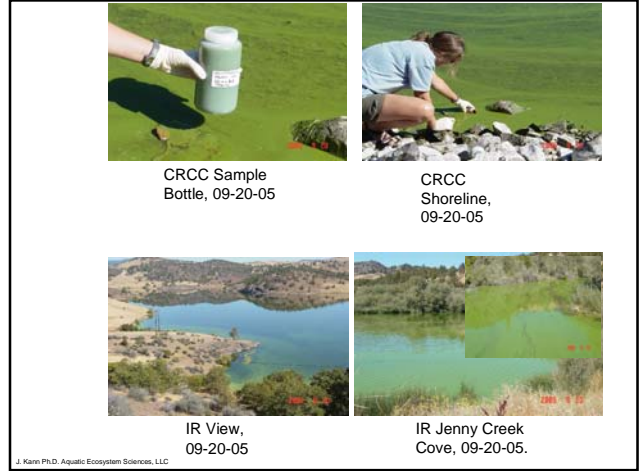 CRCC Sample
Bottle, 09-20-05
CRCC
Shoreline,
09-20-05
IR View,
09-20-05
IR Jenny Creek
Cove, 09-20-05.
J. Kann Ph.D. Aquatic Ecosystem Sciences, LLC